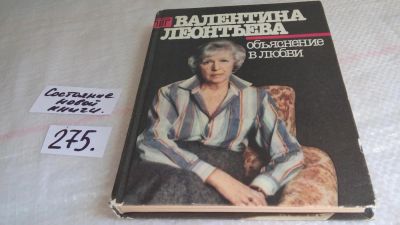 ВАЛЕНТИНА
ЛЕОНТЬЕВА
объяснение
в любви
Состояние
новой
книги.
275.